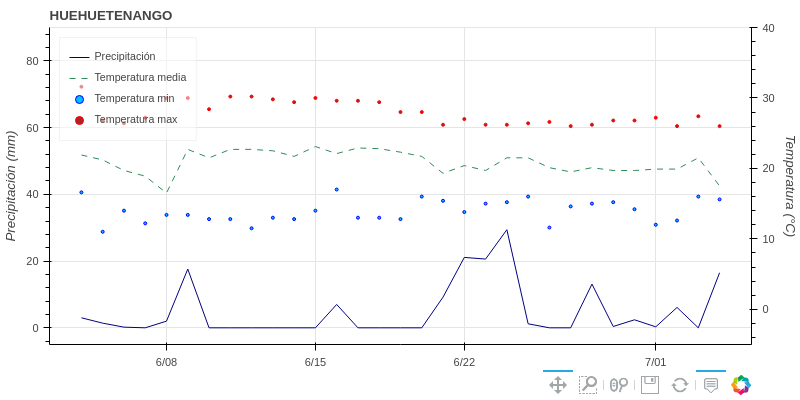 HUEHUETENANGO
Precipitación
Temperatura media
Temperatura min
Temperatura max
Precipitación (mm)
80
60
40
20
0
40
30
20
10
0
Temperatura (°C)
6/08
6/15
6/22
7/01